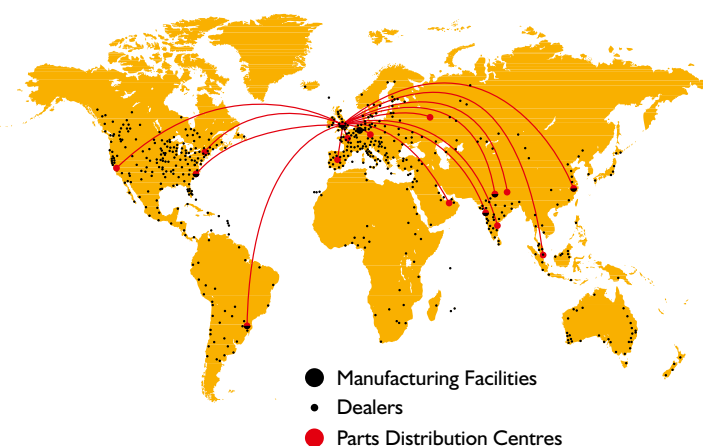 Manufacturing Facilities
Dealers
Parts Distribution Centres